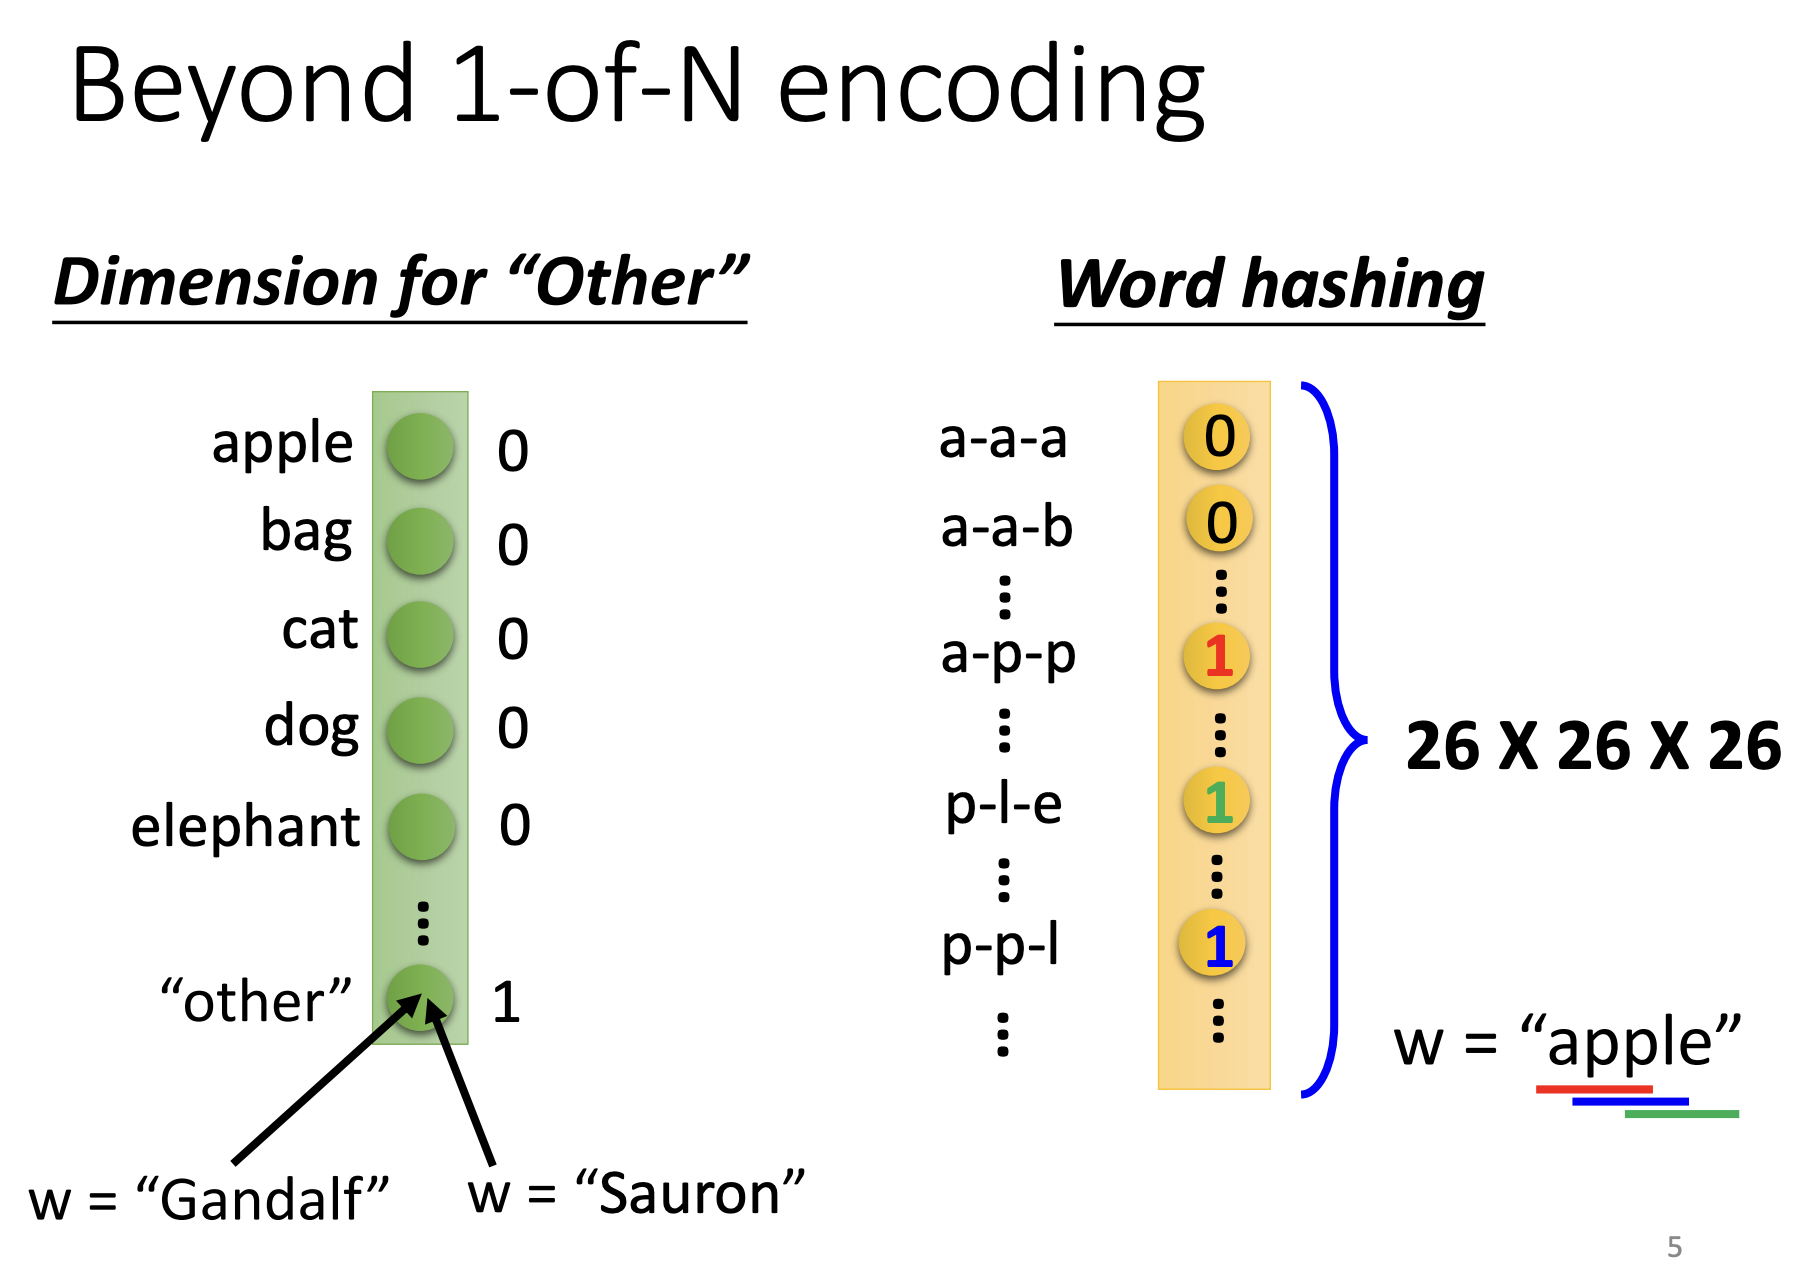 Beyond 1-of-N encoding
Dimension for “Other”
apple 0
bag 0
cat 0
dog 0
elephant 0
“other” 1
w = “Gandalf”
w = “Sauron”
Word hashing
a-a-a 0
a-a-b 0
a-p-p 1
p-l-e 1
p-p-l 1
26 X 26 X 26
w = “apple”
5